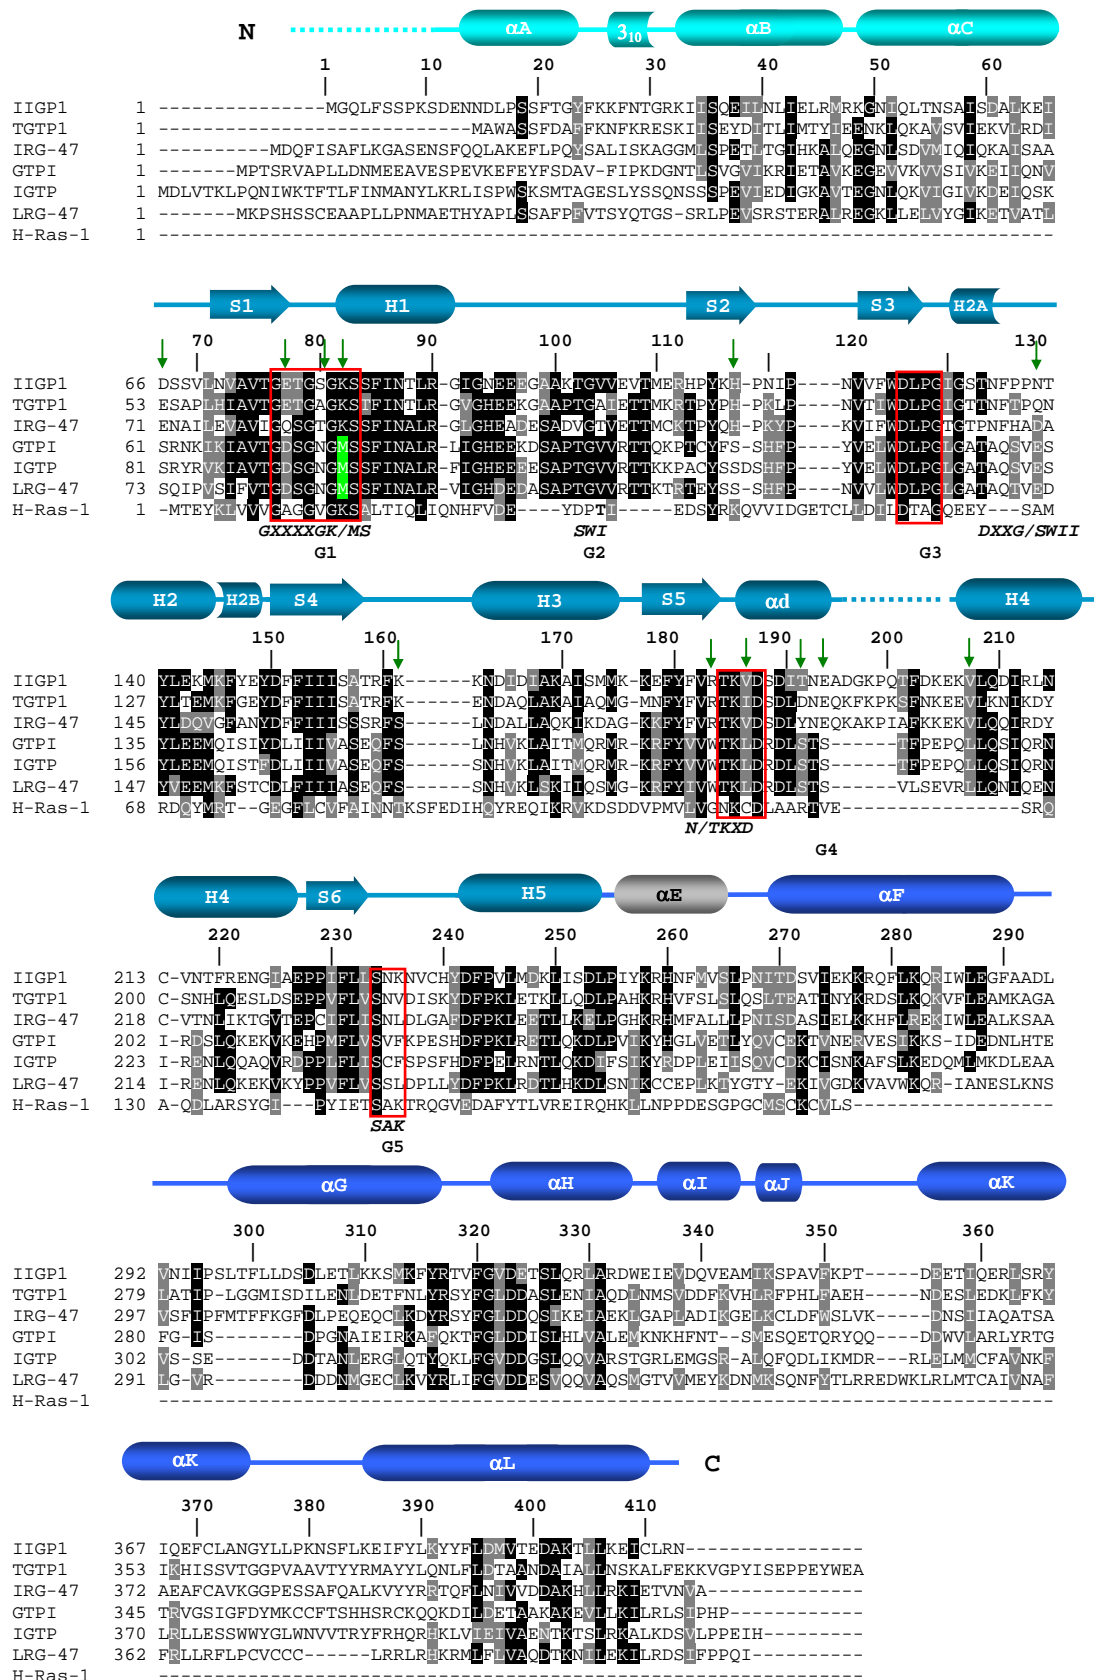 N αA 3₁₀ αB αC
1 10 20 30 40 50 60
IIGP1 1 ---------------MGQLFSSPKSDENNDLPSSFTGYFKKFNTGRKIISQEILNLIELRMRKGNIQLTNSAISDALKEI
TGTP1 1 ----------------------------MAWASSFDAFFKNFKRESKIISEYDITLIMTYIEENKLQKAVSVIEKVLRDI
IRG-47 1 ----------MDQFISAFLKGASENSFQQLAKEFLPQYSALISKAGGMLSPETLTGIHKALQEGNLSDVMIQIQKAISAA
GTPI 1 -------MPTSRVAPLLDNMEEAVESPEVKEFEYFSDAV-FIPKDGNTLSVGVIKRIETAVKEGEVVKVVSIVKEIIQNV
IGTP 1 MDLVTKLPQNIWKTFTLFINMANYLKRLISPWSKSMTAGESLYSSQNSSSPEVIEDIGKAVTEGNLQKVIGIVKDEIQSK
LRG-47 1 -------MKPSHSSCEAAPLLPNMAETHYAPLSSAFPFVTSYQTGS-SRLPEVSRSTERALREGKLLELVYGIKETVATL
H-Ras-1 1 --------------------------------------------------------------------------------
S1 H1 S2 S3 H2A
70 80 90 100 110 120 130
IIGP1 66 DSSVLNVAVTGETGSGKSSFINTLR-GIGNEEEGAAKTGVVEVTMERHPYKH-PNIP----NVVFWDLPGIGSTNFPPNT
TGTP1 53 ESAPLHIAVTGETGAGKSTFINTLR-GVGHEEKGAAPTGAIETTMKRTPYPH-PKLP----NVTIWDLPGIGTTNFTPQN
IRG-47 71 ENAILEVAVIGQSGTGKSSFINALR-GLGHEADESADVGTVETTMCKTPYQH-PKYP----KVIFWDLPGTGTPNFHADA
GTPI 61 SRNKIKIAVTGDSGNGMSSFINALR-LIGHEEKDSAPTGVVRTTQKPTCYFS-SHFP----YVELWDLPGLGATAQSVES
IGTP 81 SRYRVKIAVTGDSGNGMSSFINALR-FIGHEEEESAPTGVVRTTKKPACYSSDSHFP----YVELWDLPGLGATAQSVES
LRG-47 73 SQIPVSIFVTGDSGNGMSSFINALR-VIGHDEDASAPTGVVRTTKTRTEYSS-SHFP----NVVLWDLPGLGATAQTVED
H-Ras-1 1 -MTEYKLVVVGAGGVGKSALTIQLIQNHFVDE----YDPTI------EDSYRKQVVIDGETCLLDILDTAGQEEY--SAM
GXXXXGK/MS SWI DXXG/SWII
G1 G2 G3
H2 H2B S4 H3 S5 αd H4
150 160 170 180 190 200 210
IIGP1 140 YLEKMKFYEYDFFIIISATRFK------KNDIDIAKAISMMK-KEFYFVRTKVDSDITNEADGKPQTFDKEKVLQDIRLN
TGTP1 127 YLTEMKFGEYDFFIIISATRFK------ENDAQLAKAIAQMG-MNFYFVRTKIDSDLDNEQKFKPKSFNKEEVLKNIKDY
IRG-47 145 YLDQVGFANYDFFIIISSSRFS------LNDALLAQKIKDAG-KKFYFVRTKVDSDLYNEQKAKPIAFKKEKVLQQIRDY
GTPI 135 YLEEMQISIYDLIIIVASEQFS------LNHVKLAITMQRMR-KRFYVVWTKLDRDLSTS-------TFPEPQLLQSIQRN
IGTP 156 YLEEMQISTFDLIIIVASEQFS------SNHVKLAITMQRMR-KRFYVVWTKLDRDLSTS-------TFPEPQLLQSIQRN
LRG-47 147 YVEEMKFSTCDLFIIIASEQFS------LNHVKLSKIIQSMG-KRFYIVWTKLDRDLSTS-------VLSEVRLLQNIQEN
H-Ras-1 68 RDQYMRT--GEGFLCVFAINNTKSFEDIHQYREQIKRVKDSDDVPMVLVGNKCDLAARTVE--------------SRQ
N/TKXD
G4
H4 S6 H5 αE αF
220 230 240 250 260 270 280 290
IIGP1 213 C-VNTFRENGIAEPPIFLISNKNVCHYDFPVLMDKLISDLPIYKRHNFMVSLPNITDSVIEKKRQFLKQRIWLEGFAADL
TGTP1 200 C-SNHLQESLDSEPPVFLVSNVDISKYDFPKLETKLLQDLPAHKRHVFSLSLQSLTEATINYKRDSLKQKVFLEAMKAGA
IRG-47 218 C-VTNLIKTGVTEPCIFLISNLDLGAFDFPKLEETLLKELPGHKRHMFALLLPNISDASIELKKHFLREKIWLEALKSAA
GTPI 202 I-RDSLQKEKVKEHPMFLVSVFKPESHDFPKLRETLQKDLPVIKYHGLVETLYQVCEKTVNERVESIKKS-IDEDNLHTE
IGTP 223 I-RENLQQAQVRDPPLFLISCFSPSFHDFPELRNTLQKDIFSIKYRDPLEIISQVCDKCISNKAFSLKEDQMLMKDLEAA
LRG-47 214 I-RENLQKEKVKYPPVFLVSSLDPLLYDFPKLRDTLHKDLSNIKCCEPLKTYGTY-EKIVGDKVAVWKQR-IANESLKNS
H-Ras-1 130 A-QDLARSYGI---PYIETSAKTRQGVEDAFYTLVREIRQHKLLNPPDESGPGCMSCKCVLS------------------
SAK
G5
αG αH αI αJ αK
300 310 320 330 340 350 360
IIGP1 292 VNIIPSLTFLLDSDLETLKKSMKFYRTVFGVDETSLQRLARDWEIEVDQVEAMIKSPAVFKPT-----DEETIQERLSRY
TGTP1 279 LATIP-LGGMISDILENLDETFNLYRSYFGLDDASLENIAQDLNMSVDDFKVHLRFPHLFAEH-----NDESLEDKLFKY
IRG-47 297 VSFIPFMTFFKGFDLPEQEQCLKDYRSYFGLDDQSIKEIAEKLGAPLADIKGELKCLDFWSLVK-----DNSIIAQATSA
GTPI 280 FG-IS-------DPGNAIEIRKAFQKTFGLDDISLHLVALEMKNKHFNT--SMESQETQRYQQ-----DDWVLARLYRTG
IGTP 302 VS-SE-------DDTANLERGLQTYQKLFGVDDGSLQQVARSTGRLEMGSR-ALQFQDLIKMDR---RLELMMCFAVNKF
LRG-47 291 LG-VR-------DDDNMGECLKVYRLIFGVDDESVQQVAQSMGTVVMEYKDNMKSQNFYTLRREDWKLRLMTCAIVNAF
H-Ras-1 --------------------------------------------------------------------------------
αK αL C
370 380 390 400 410
IIGP1 367 IQEFCLANGYLLPKNSFLKEIFYLKYYFLDMVTEDAKTLLKEICLRN----------------
TGTP1 353 IKHISSVTGGPVAAVTYYRMAYYLQNLFLDTAANDAIALLNSKALFEKKVGPYISEPPEYWEA
IRG-47 372 AEAFCAVKGGPESSAFQALKVYYRRTQFLNIVVDDAKHLLRKIETVNVA--------------
GTPI 345 TRVGSIGFDYMKCCFTSHHSRCKQQKDILDETAAKAKEVLLKILRLSIPHP------------
IGTP 370 LRLLESSWWYGLWNVVTRYFRHQRHKLVIEIVAENTKTSLRKALKDSVLPPEIH---------
LRG-47 362 FRLLRFLPCVCCC-------LRRLRHKRMLFLVAQDTKNILEKILRDSIFPPQI---------
H-Ras-1 ---------------------------------------------------------------